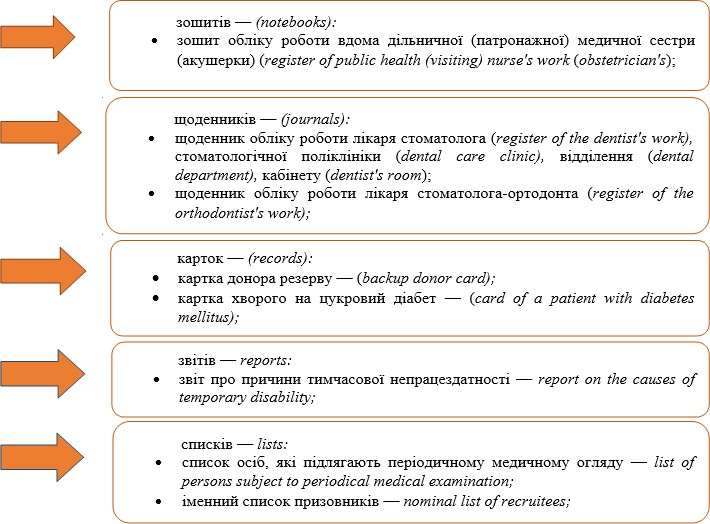 зошитів — (notebooks):
• зошит обліку роботи вдома дільничної (патронажної) медичної сестри
(акушерки) (register of public health (visiting) nurse's work (obstetrician's);
щоденників — (journals):
• щоденник обліку роботи лікаря стоматолога (register of the dentist's work),
стоматологічної поліклініки (dental care clinic), відділення (dental
department), кабінету (dentist's room);
• щоденник обліку роботи лікаря стоматолога-ортодонта (register of the
orthodontist's work);
карток — (records):
• картка донора резерву — (backup donor card);
• картка хворого на цукровий діабет — (card of a patient with diabetes
mellitus);
звітів — reports:
• звіт про причини тимчасової непрацездатності — report on the causes of
temporary disability;
списків — lists:
• список осіб, які підлягають періодичному медичному огляду — list of
persons subject to periodical medical examination;
• іменний список призовників — nominal list of recruitees;